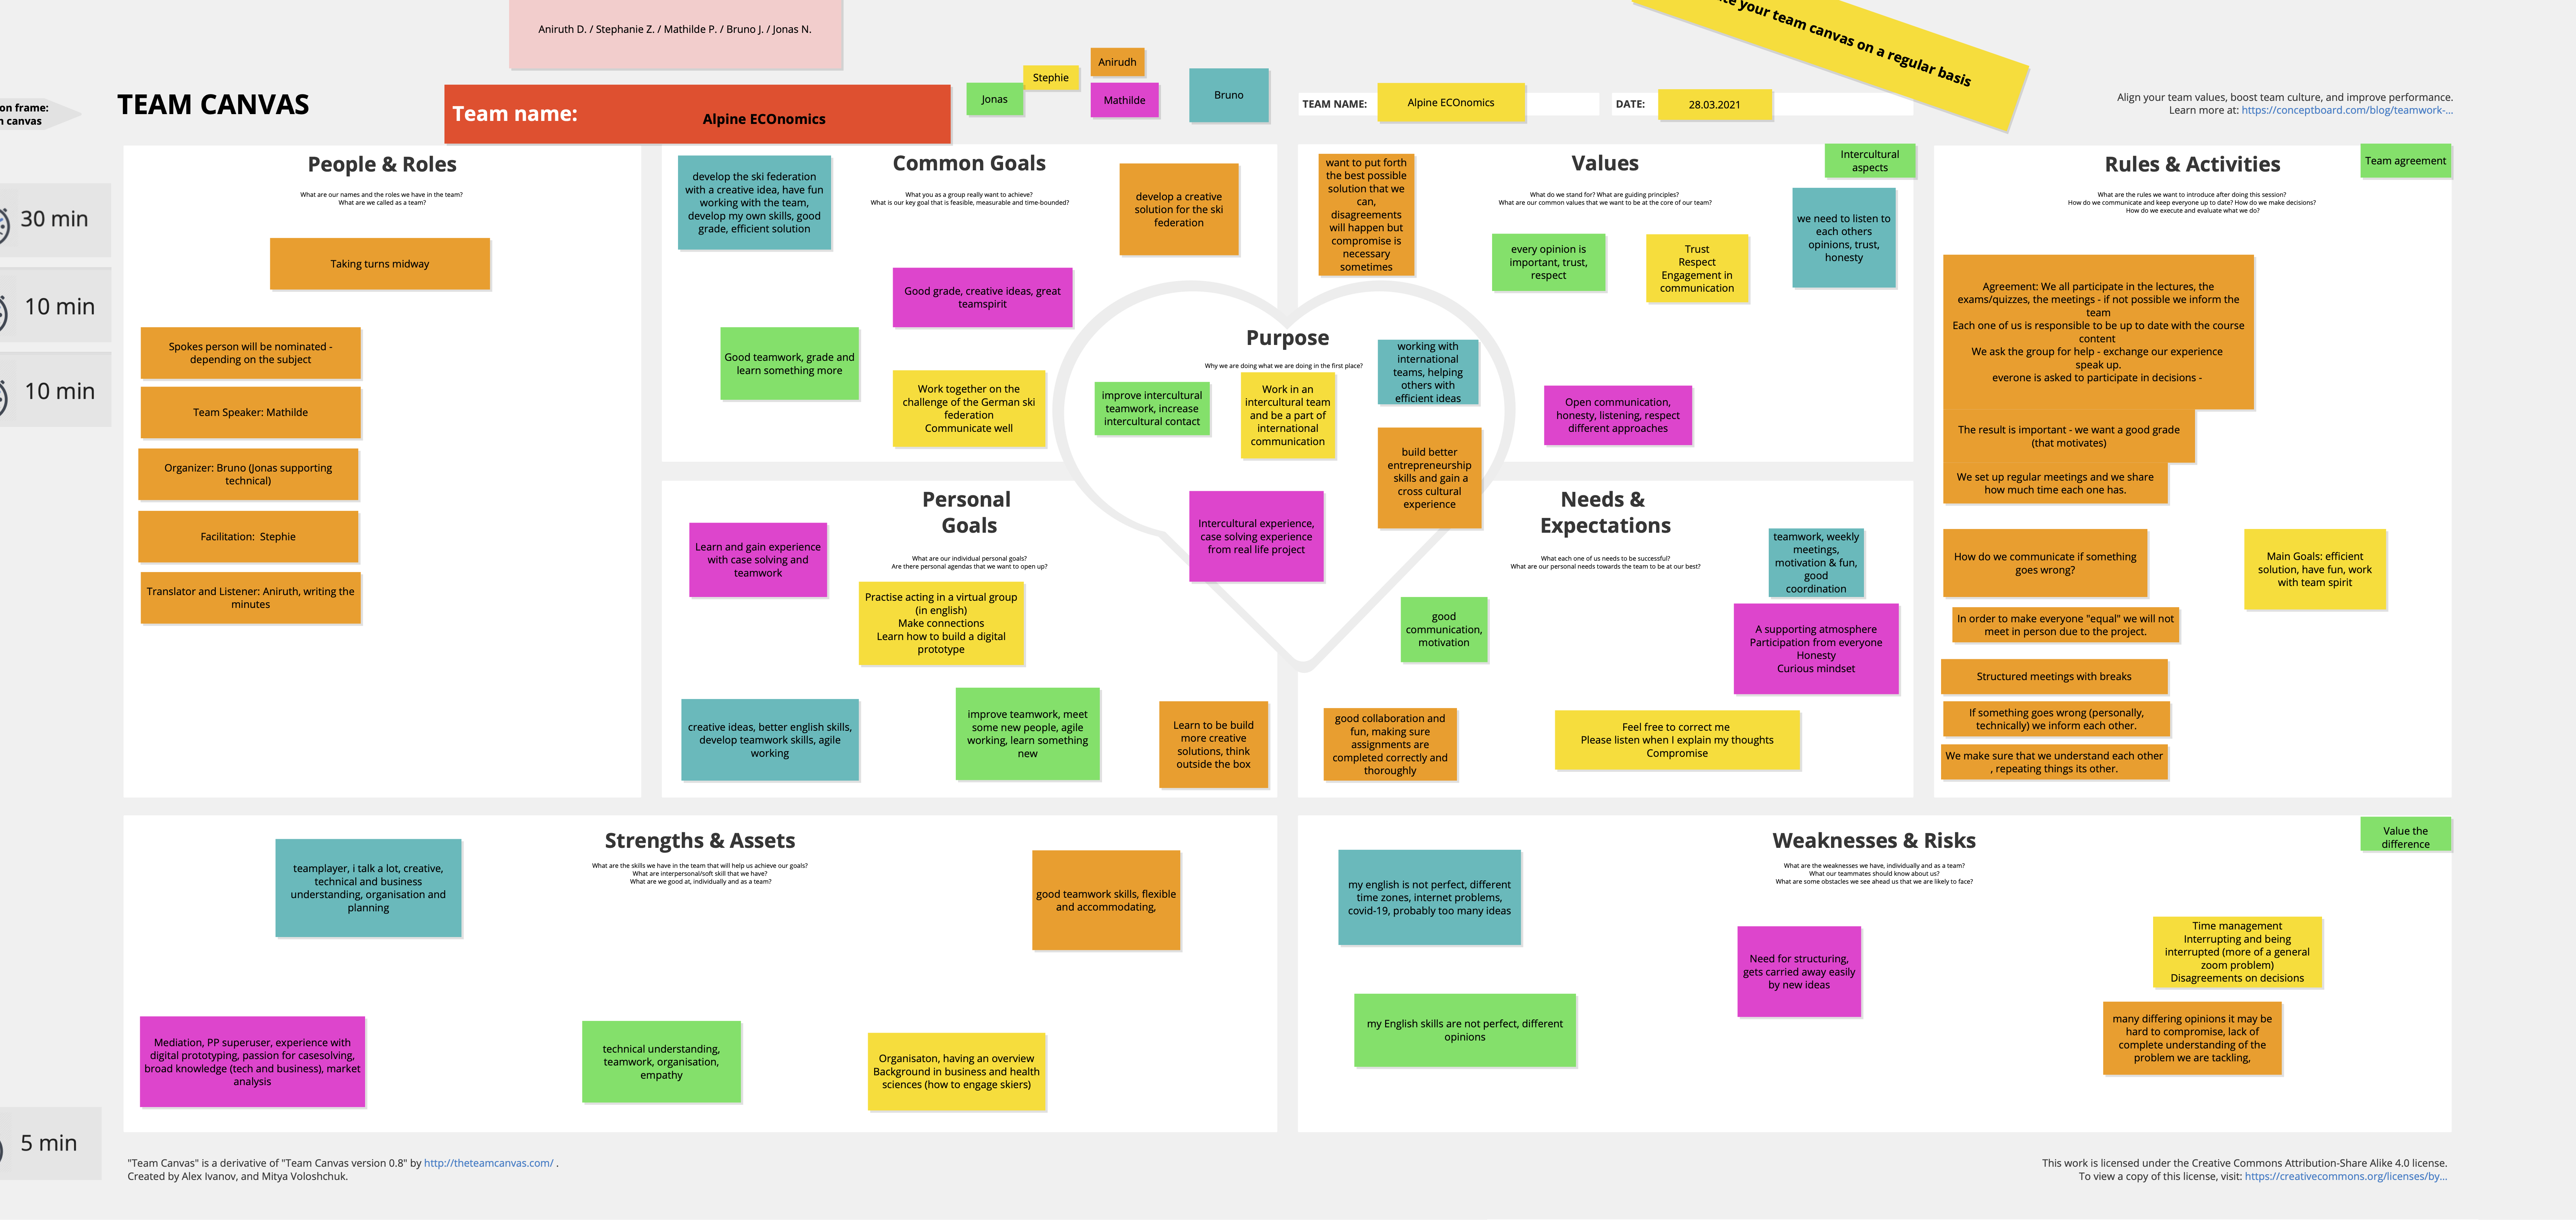 Aniruth D. / Stephanie Z. / Mathilde P. / Bruno J. / Jonas N.
your team canvas on a regular basis
on frame:
canvas
TEAM CANVAS
Team name:
Alpine ECOnomics
Jonas
Stephie
Anirudh
Mathilde
Bruno
TEAM NAME:
Alpine ECOnomics
DATE:
28.03.2021
Align your team values, boost team culture, and improve performance.
Learn more at: https://conceptboard.com/blog/teamwork-...
30 min
10 min
10 min
5 min
People & Roles
What are our names and the roles we have in the team?
What are we called as a team?
Taking turns midway
Spokes person will be nominated -
depending on the subject
Team Speaker: Mathilde
Organizer: Bruno (Jonas supporting
technical)
Facilitation: Stephie
Translator and Listener: Aniruth, writing the
minutes
Common Goals
What you as a group really want to achieve?
What is our key goal that is feasible, measurable and time-bounded?
develop the ski federation
with a creative idea, have fun
working with the team,
develop my own skills, good
grade, efficient solution
develop a creative
solution for the ski
federation
Good grade, creative ideas, great
teamspirit
Good teamwork, grade and
learn something more
Work together on the
challenge of the German ski
federation
Communicate well
Purpose
Why we are doing what we are doing in the first place?
improve intercultural
teamwork, increase
intercultural contact
Work in an
intercultural team
and be a part of
international
communication
working with
international
teams, helping
others with
efficient ideas
build better
entrepreneurship
skills and gain a
cross cultural
experience
Intercultural experience,
case solving experience
from real life project
Values
What do we stand for? What are guiding principles?
What are our common values that we want to be at the core of our team?
Intercultural
aspects
want to put forth
the best possible
solution that we
can,
disagreements
will happen but
compromise is
necessary
sometimes
every opinion is
important, trust,
respect
Trust
Respect
Engagement in
communication
we need to listen to
each others
opinions, trust,
honesty
Open communication,
honesty, listening, respect
different approaches
Rules & Activities
Team agreement
What are the rules we want to introduce after doing this session?
How do we communicate and keep everyone up to date? How do we make decisions?
How do we execute and evaluate what we do?
Agreement: We all participate in the lectures, the
exams/quizzes, the meetings - if not possible we inform the
team
Each one of us is responsible to be up to date with the course
content
We ask the group for help - exchange our experience
speak up.
everone is asked to participate in decisions -
The result is important - we want a good grade
(that motivates)
We set up regular meetings and we share
how much time each one has.
How do we communicate if something
goes wrong?
Main Goals: efficient
solution, have fun, work
with team spirit
In order to make everyone "equal" we will not
meet in person due to the project.
Structured meetings with breaks
If something goes wrong (personally,
technically) we inform each other.
We make sure that we understand each other
, repeating things its other.
Personal
Goals
What are our individual personal goals?
Are there personal agendas that we want to open up?
Learn and gain experience
with case solving and
teamwork
Practise acting in a virtual group
(in english)
Make connections
Learn how to build a digital
prototype
creative ideas, better english skills,
develop teamwork skills, agile
working
improve teamwork, meet
some new people, agile
working, learn something
new
Learn to be build
more creative
solutions, think
outside the box
Needs &
Expectations
What each one of us needs to be successful?
What are our personal needs towards the team to be at our best?
teamwork, weekly
meetings,
motivation & fun,
good
coordination
good
communication,
motivation
A supporting atmosphere
Participation from everyone
Honesty
Curious mindset
good collaboration and
fun, making sure
assignments are
completed correctly and
thoroughly
Feel free to correct me
Please listen when I explain my thoughts
Compromise
Strengths & Assets
What are the skills we have in the team that will help us achieve our goals?
What are interpersonal/soft skill that we have?
What are we good at, individually and as a team?
teamplayer, i talk a lot, creative,
technical and business
understanding, organisation and
planning
good teamwork skills, flexible
and accommodating,
Mediation, PP superuser, experience with
digital prototyping, passion for casesolving,
broad knowledge (tech and business), market
analysis
technical understanding,
teamwork, organisation,
empathy
Organisaton, having an overview
Background in business and health
sciences (how to engage skiers)
Weaknesses & Risks
Value the
difference
What are the weaknesses we have, individually and as a team?
What our teammates should know about us?
What are some obstacles we see ahead us that we are likely to face?
my english is not perfect, different
time zones, internet problems,
covid-19, probably too many ideas
Need for structuring,
gets carried away easily
by new ideas
Time management
Interrupting and being
interrupted (more of a general
zoom problem)
Disagreements on decisions
my English skills are not perfect, different
opinions
many differing opinions it may be
hard to compromise, lack of
complete understanding of the
problem we are tackling,
"Team Canvas" is a derivative of "Team Canvas version 0.8" by http://theteamcanvas.com/ .
Created by Alex Ivanov, and Mitya Voloshchuk.
This work is licensed under the Creative Commons Attribution-Share Alike 4.0 license.
To view a copy of this license, visit: https://creativecommons.org/licenses/by...